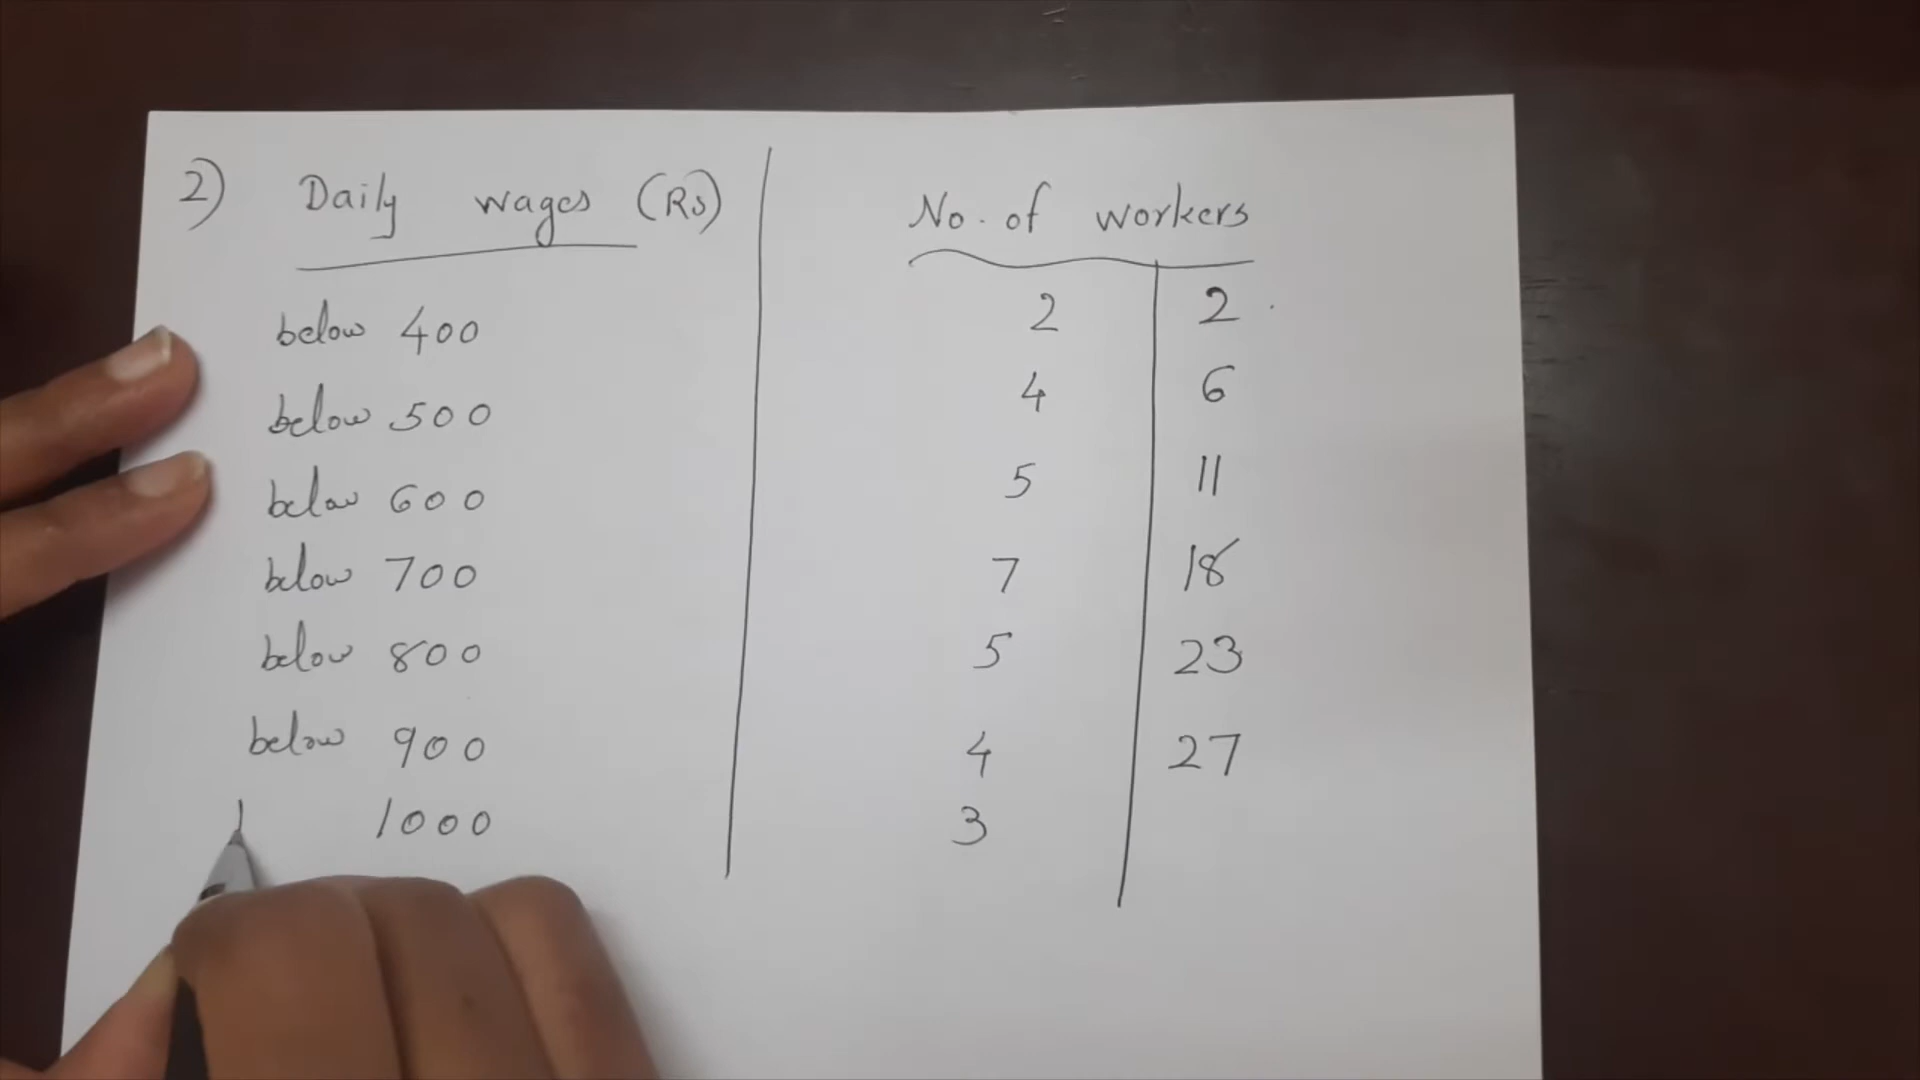 2) Daily wages (Rs) No. of workers
below 400 2 2
below 500 4 6
below 600 5 11
below 700 7 18
below 800 5 23
below 900 4 27
1000 3